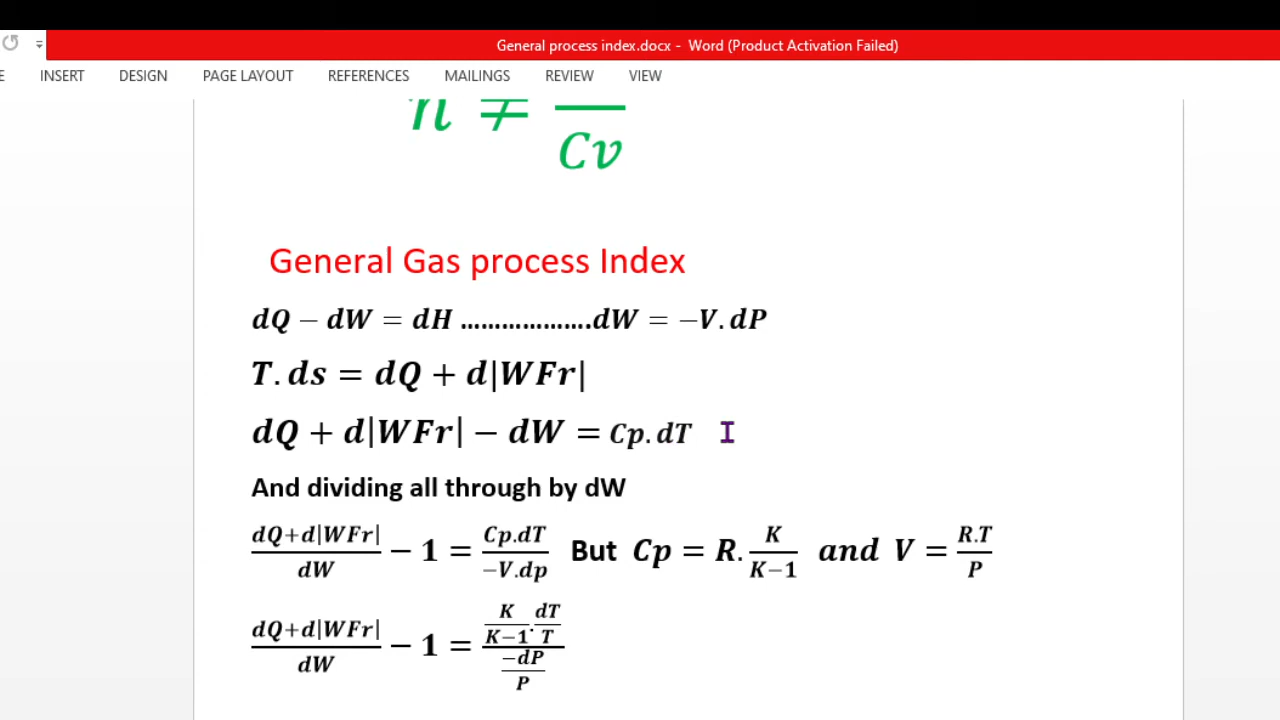 General process index.docx - Word (Product Activation Failed)
E INSERT DESIGN PAGE LAYOUT REFERENCES MAILINGS REVIEW VIEW
n ≠ —/Cv
General Gas process Index
dQ − dW = dH ...................dW = −V.dP
T.ds = dQ + d|WFr|
dQ + d|WFr| − dW = Cp.dT
And dividing all through by dW
(dQ+d|WFr|)/dW − 1 = (Cp.dT)/(−V.dp) But Cp = R. K/(K−1) and V = (R.T)/P
(dQ+d|WFr|)/dW − 1 = (K/(K−1) . dT/T)/((−dP)/P)